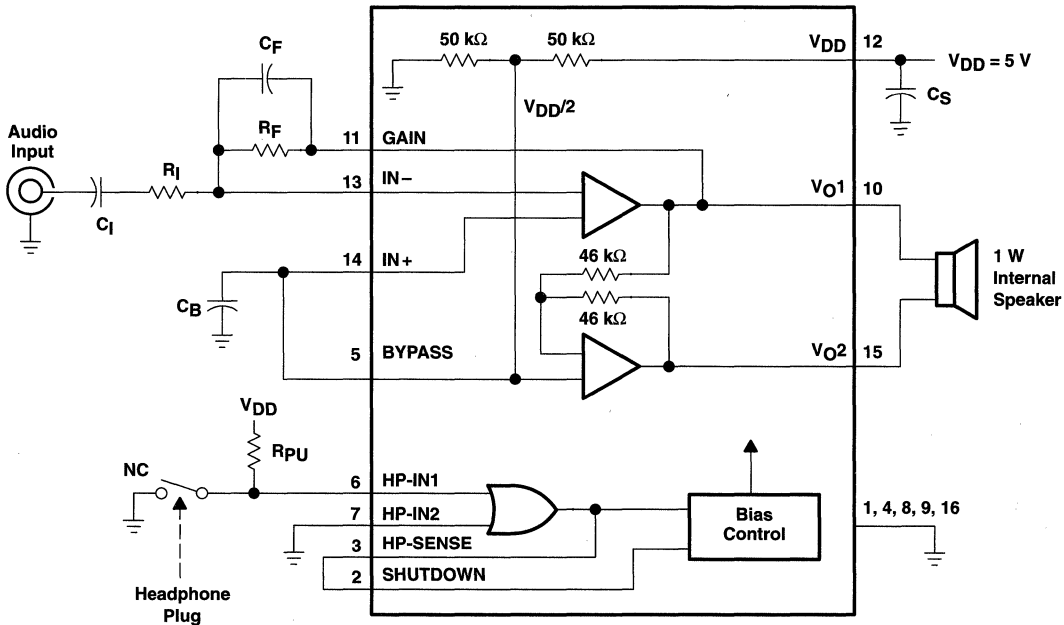 50 kΩ
50 kΩ
VDD
12
VDD = 5 V
CS
CF
VDD/2
Audio
Input
RF
11
GAIN
RI
13
IN−
VO1
10
CI
14
IN+
46 kΩ
46 kΩ
1 W
Internal
Speaker
CB
5
BYPASS
VO2
15
VDD
RPU
NC
6
HP-IN1
7
HP-IN2
3
HP-SENSE
2
SHUTDOWN
Bias
Control
1, 4, 8, 9, 16
Headphone
Plug